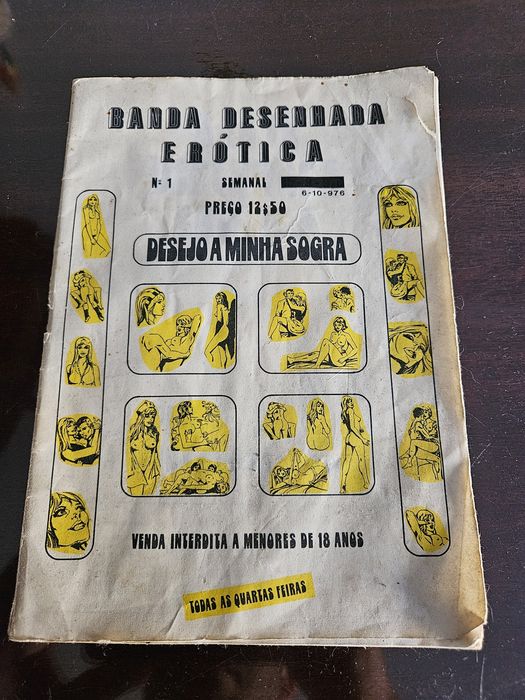 BANDA DESENHADA
ERÓTICA
Nº 1 SEMANAL
6-10-976
PREÇO 12$50
DESEJO A MINHA SOGRA
VENDA INTERDITA A MENORES DE 18 ANOS
TODAS AS QUARTAS FEIRAS